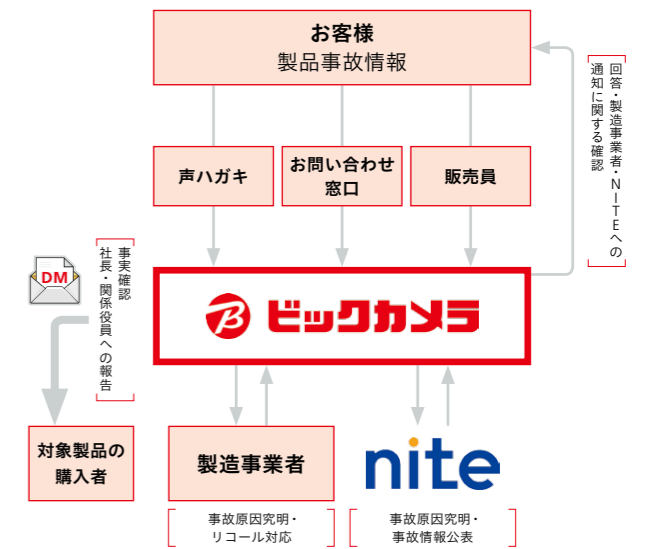 お客様
製品事故情報
回答・製造事業者・NITEへの
通知に関する確認
声ハガキ
お問い合わせ
窓口
販売員
DM
事実確認
社長・関係役員への報告
ビックカメラ
対象製品の
購入者
製造事業者
nite
事故原因究明・
リコール対応
事故原因究明・
事故情報公表